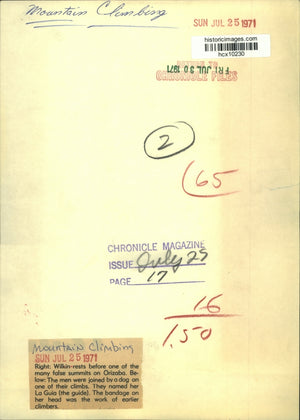 Mountain Climbing
SUN JUL 25 1971
historicimages.com
hcx10230
FRI JUL 30 1971
CHRONICLE FILES
2
65
CHRONICLE MAGAZINE
ISSUE July 25
PAGE 17
16
1.50
Mountain Climbing
SUN JUL 25 1971
Right: Wilkin-rests before one of the
many false summits on Orizaba. Be-
low: The men were joined by a dog on
one of their climbs. They named her
La Guia (the guide). The bandage on
her head was the work of earlier
climbers.